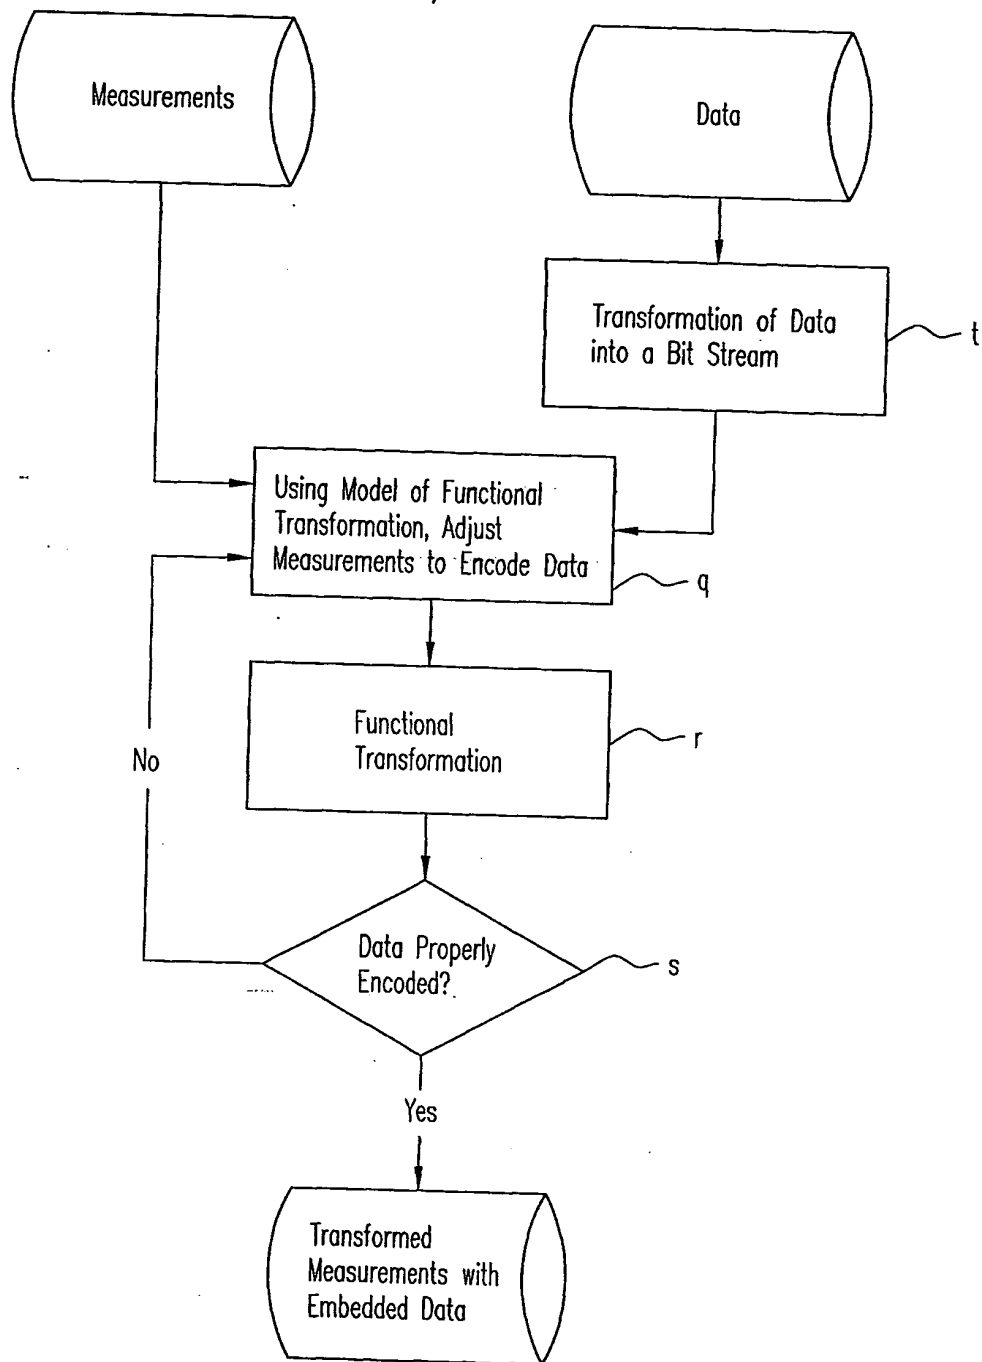 Measurements
Data
Transformation of Data
into a Bit Stream
t
Using Model of Functional
Transformation, Adjust
Measurements to Encode Data
q
Functional
Transformation
r
No
Data Properly
Encoded?
s
Yes
Transformed
Measurements with
Embedded Data